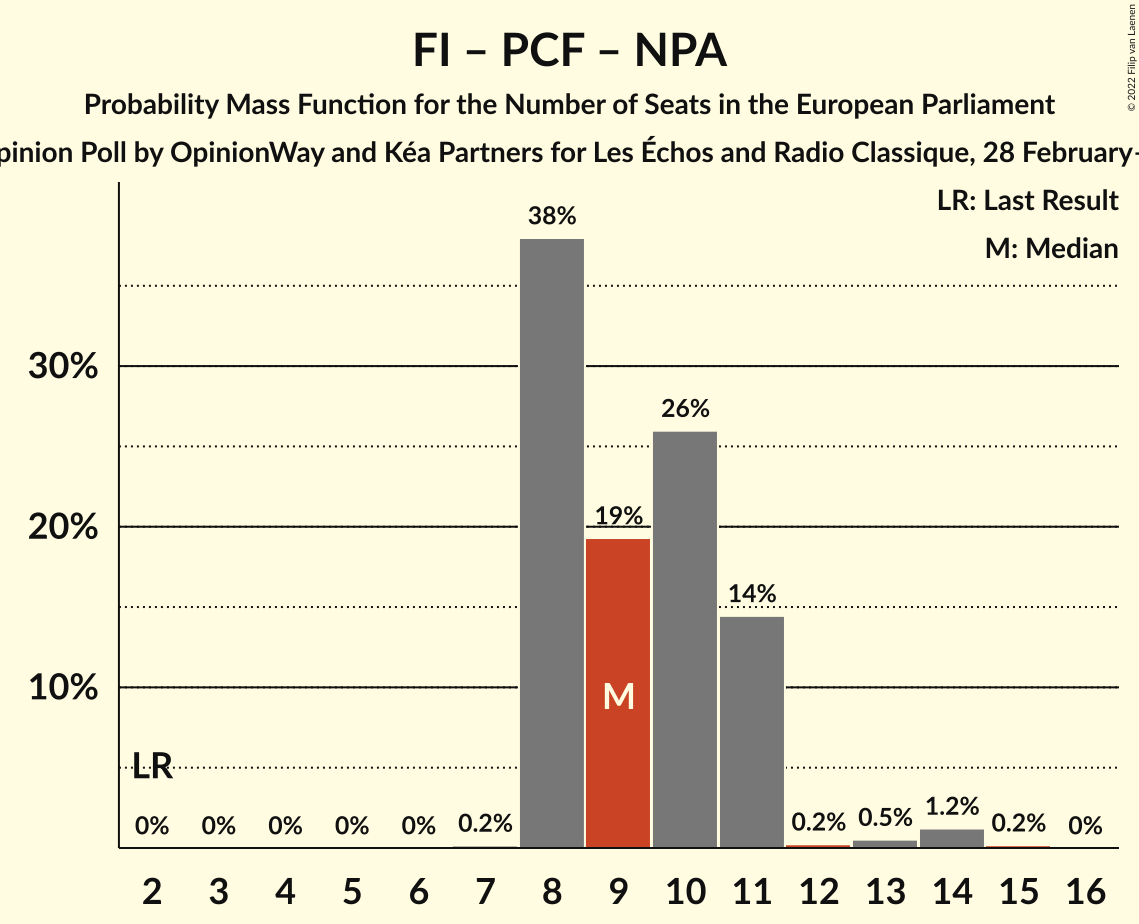 FI – PCF – NPA
Probability Mass Function for the Number of Seats in the European Parliament
pinion Poll by OpinionWay and Kéa Partners for Les Échos and Radio Classique, 28 February–
© 2022 Filip van Laenen
LR: Last Result
M: Median
38%
30%
26%
20%
19%
14%
10%
M
LR
0% 0% 0% 0% 0% 0.2% 0.2% 0.5% 1.2% 0.2% 0%
2 3 4 5 6 7 8 9 10 11 12 13 14 15 16